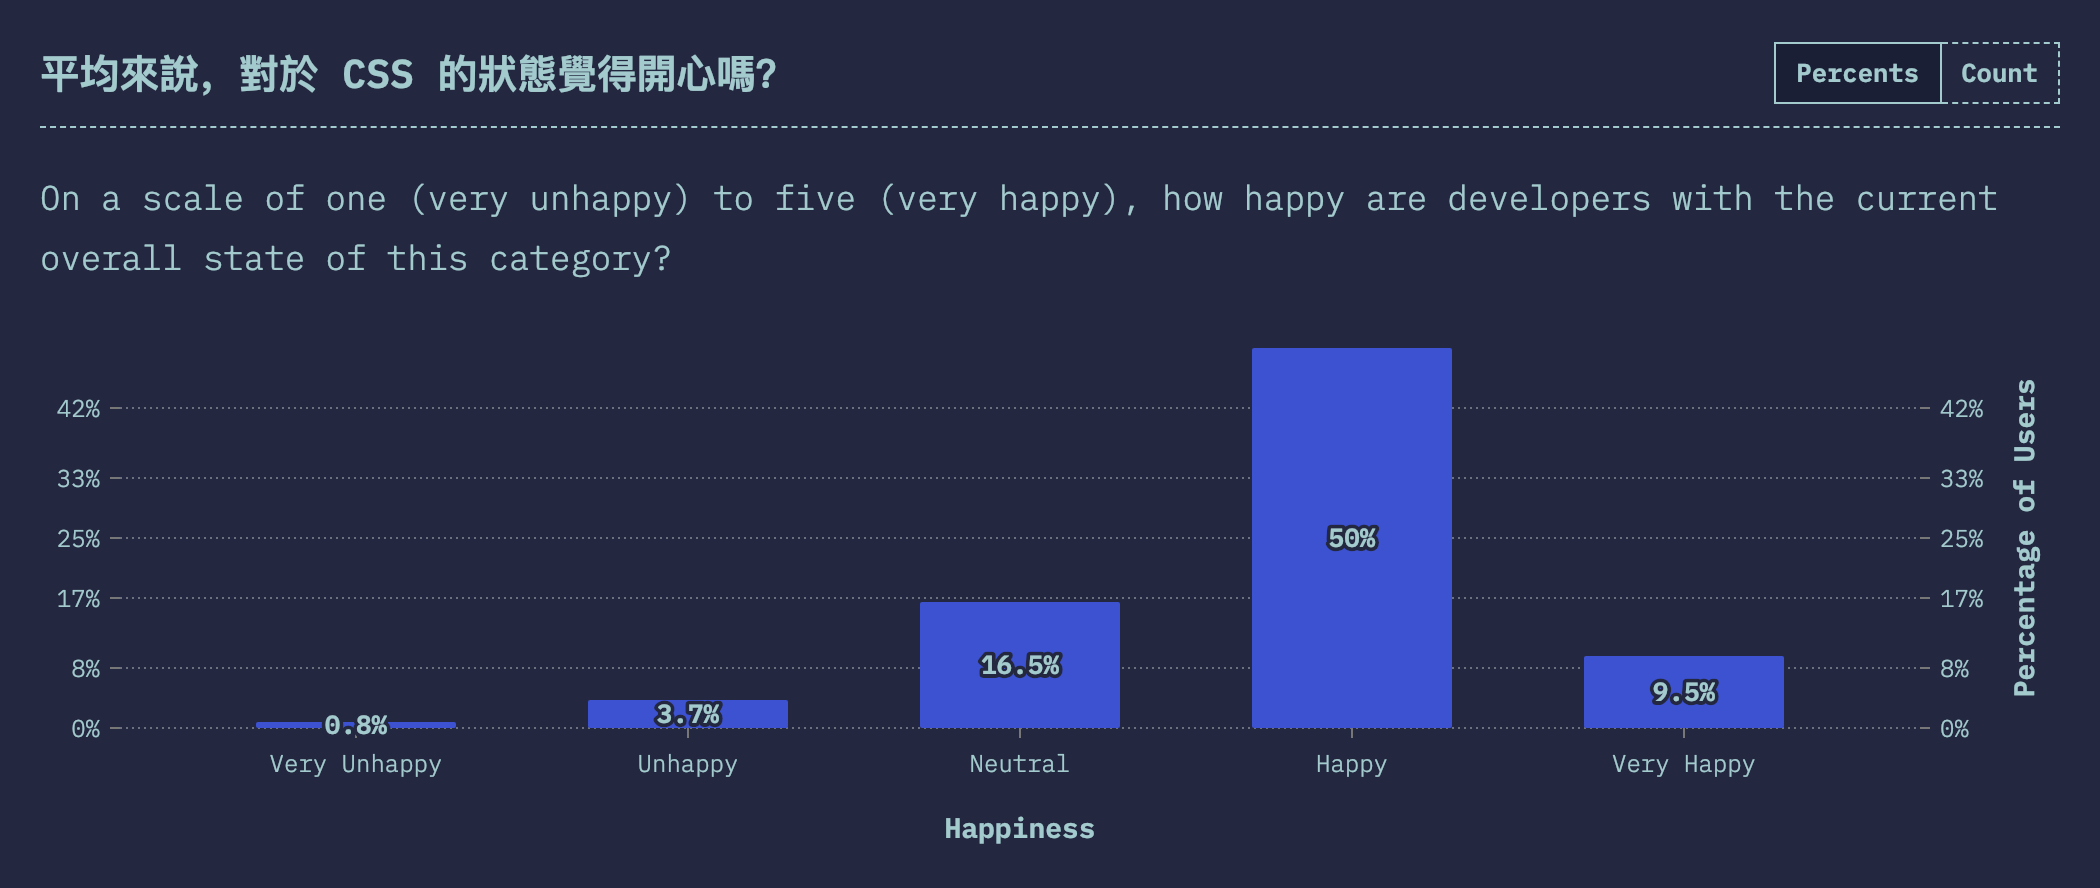 平均來說，對於 CSS 的狀態覺得開心嗎？
Percents
Count
On a scale of one (very unhappy) to five (very happy), how happy are developers with the current
overall state of this category?
42%
33%
25%
17%
8%
0%
0.8%
3.7%
16.5%
50%
9.5%
42%
33%
25%
17%
8%
0%
Percentage of Users
Very Unhappy
Unhappy
Neutral
Happy
Very Happy
Happiness